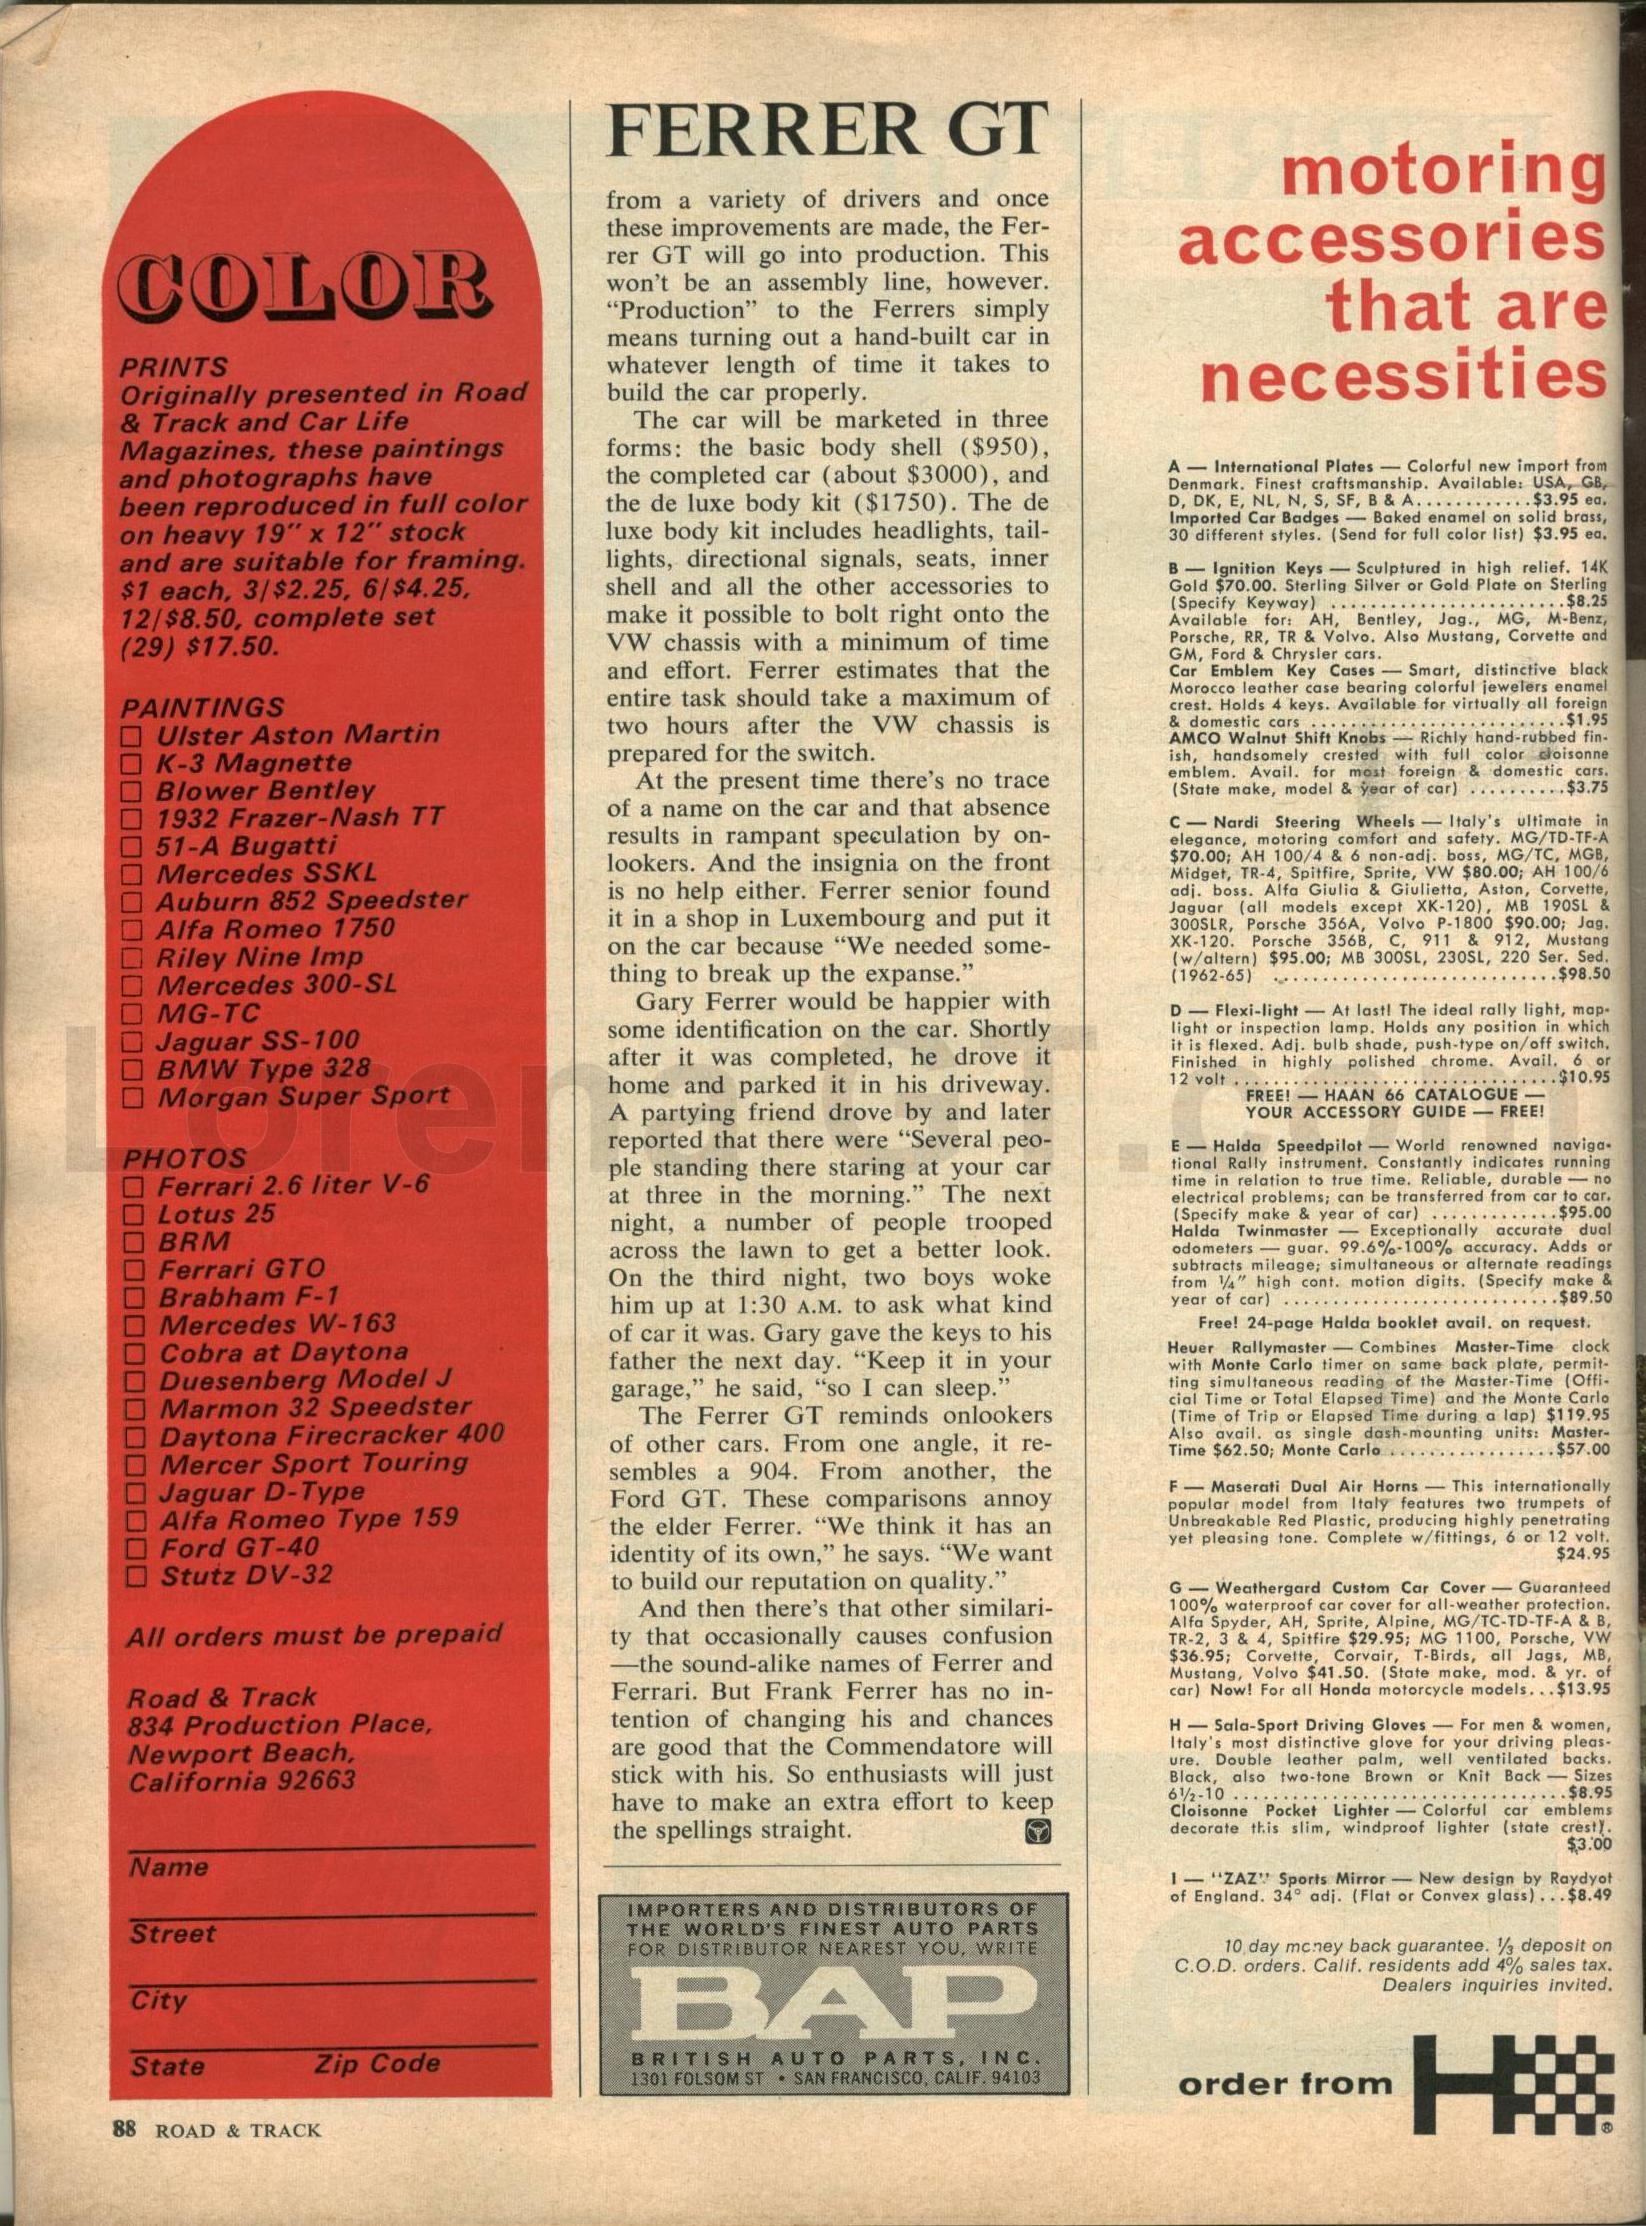 COLOR
PRINTS
Originally presented in Road
& Track and Car Life
Magazines, these paintings
and photographs have
been reproduced in full color
on heavy 19″ x 12″ stock
and are suitable for framing.
$1 each, 3/$2.25, 6/$4.25,
12/$8.50, complete set
(29) $17.50.
PAINTINGS
☐ Ulster Aston Martin
☐ K-3 Magnette
☐ Blower Bentley
☐ 1932 Frazer-Nash TT
☐ 51-A Bugatti
☐ Mercedes SSKL
☐ Auburn 852 Speedster
☐ Alfa Romeo 1750
☐ Riley Nine Imp
☐ Mercedes 300-SL
☐ MG-TC
☐ Jaguar SS-100
☐ BMW Type 328
☐ Morgan Super Sport
PHOTOS
☐ Ferrari 2.6 liter V-6
☐ Lotus 25
☐ BRM
☐ Ferrari GTO
☐ Brabham F-1
☐ Mercedes W-163
☐ Cobra at Daytona
☐ Duesenberg Model J
☐ Marmon 32 Speedster
☐ Daytona Firecracker 400
☐ Mercer Sport Touring
☐ Jaguar D-Type
☐ Alfa Romeo Type 159
☐ Ford GT-40
☐ Stutz DV-32
All orders must be prepaid
Road & Track
834 Production Place,
Newport Beach,
California 92663
Name
Street
City
State Zip Code
88 ROAD & TRACK
FERRER GT
from a variety of drivers and once
these improvements are made, the Fer-
rer GT will go into production. This
won't be an assembly line, however.
“Production” to the Ferrers simply
means turning out a hand-built car in
whatever length of time it takes to
build the car properly.
The car will be marketed in three
forms: the basic body shell ($950),
the completed car (about $3000), and
the de luxe body kit ($1750). The de
luxe body kit includes headlights, tail-
lights, directional signals, seats, inner
shell and all the other accessories to
make it possible to bolt right onto the
VW chassis with a minimum of time
and effort. Ferrer estimates that the
entire task should take a maximum of
two hours after the VW chassis is
prepared for the switch.
At the present time there's no trace
of a name on the car and that absence
results in rampant speculation by on-
lookers. And the insignia on the front
is no help either. Ferrer senior found
it in a shop in Luxembourg and put it
on the car because “We needed some-
thing to break up the expanse.”
Gary Ferrer would be happier with
some identification on the car. Shortly
after it was completed, he drove it
home and parked it in his driveway.
A partying friend drove by and later
reported that there were “Several peo-
ple standing there staring at your car
at three in the morning.” The next
night, a number of people trooped
across the lawn to get a better look.
On the third night, two boys woke
him up at 1:30 A.M. to ask what kind
of car it was. Gary gave the keys to his
father the next day. “Keep it in your
garage,” he said, “so I can sleep.”
The Ferrer GT reminds onlookers
of other cars. From one angle, it re-
sembles a 904. From another, the
Ford GT. These comparisons annoy
the elder Ferrer. “We think it has an
identity of its own,” he says. “We want
to build our reputation on quality.”
And then there's that other similari-
ty that occasionally causes confusion
—the sound-alike names of Ferrer and
Ferrari. But Frank Ferrer has no in-
tention of changing his and chances
are good that the Commendatore will
stick with his. So enthusiasts will just
have to make an extra effort to keep
the spellings straight.
IMPORTERS AND DISTRIBUTORS OF
THE WORLD'S FINEST AUTO PARTS
FOR DISTRIBUTOR NEAREST YOU, WRITE
BAP
BRITISH AUTO PARTS, INC.
1301 FOLSOM ST • SAN FRANCISCO, CALIF. 94103
motoring
accessories
that are
necessities
A — International Plates — Colorful new import from
Denmark. Finest craftsmanship. Available: USA, GB,
D, DK, E, NL, N, S, SF, B & A............$3.95 ea.
Imported Car Badges — Baked enamel on solid brass,
30 different styles. (Send for full color list) $3.95 ea.
B — Ignition Keys — Sculptured in high relief. 14K
Gold $70.00. Sterling Silver or Gold Plate on Sterling
(Specify Keyway) ........................$8.25
Available for: AH, Bentley, Jag., MG, M-Benz,
Porsche, RR, TR & Volvo. Also Mustang, Corvette and
GM, Ford & Chrysler cars.
Car Emblem Key Cases — Smart, distinctive black
Morocco leather case bearing colorful jewelers enamel
crest. Holds 4 keys. Available for virtually all foreign
& domestic cars ..........................$1.95
AMCO Walnut Shift Knobs — Richly hand-rubbed fin-
ish, handsomely crested with full color cloisonne
emblem. Avail. for most foreign & domestic cars.
(State make, model & year of car) ..........$3.75
C — Nardi Steering Wheels — Italy's ultimate in
elegance, motoring comfort and safety. MG/TD-TF-A
$70.00; AH 100/4 & 6 non-adj. boss, MG/TC, MGB,
Midget, TR-4, Spitfire, Sprite, VW $80.00; AH 100/6
adj. boss. Alfa Giulia & Giulietta, Aston, Corvette,
Jaguar (all models except XK-120), MB 190SL &
300SLR, Porsche 356A, Volvo P-1800 $90.00; Jag.
XK-120. Porsche 356B, C, 911 & 912, Mustang
(w/altern) $95.00; MB 300SL, 230SL, 220 Ser. Sed.
(1962-65) ............................$98.50
D — Flexi-light — At last! The ideal rally light, map-
light or inspection lamp. Holds any position in which
it is flexed. Adj. bulb shade, push-type on/off switch.
Finished in highly polished chrome. Avail. 6 or
12 volt ................................$10.95
FREE! — HAAN 66 CATALOGUE —
YOUR ACCESSORY GUIDE — FREE!
E — Halda Speedpilot — World renowned naviga-
tional Rally instrument. Constantly indicates running
time in relation to true time. Reliable, durable — no
electrical problems; can be transferred from car to car.
(Specify make & year of car) .............$95.00
Halda Twinmaster — Exceptionally accurate dual
odometers — guar. 99.6%-100% accuracy. Adds or
subtracts mileage; simultaneous or alternate readings
from ¼″ high cont. motion digits. (Specify make &
year of car) ...........................$89.50
Free! 24-page Halda booklet avail. on request.
Heuer Rallymaster — Combines Master-Time clock
with Monte Carlo timer on same back plate, permit-
ting simultaneous reading of the Master-Time (Offi-
cial Time or Total Elapsed Time) and the Monte Carlo
(Time of Trip or Elapsed Time during a lap) $119.95
Also avail. as single dash-mounting units: Master-
Time $62.50; Monte Carlo.................$57.00
F — Maserati Dual Air Horns — This internationally
popular model from Italy features two trumpets of
Unbreakable Red Plastic, producing highly penetrating
yet pleasing tone. Complete w/fittings, 6 or 12 volt.
$24.95
G — Weathergard Custom Car Cover — Guaranteed
100% waterproof car cover for all-weather protection.
Alfa Spyder, AH, Sprite, Alpine, MG/TC-TD-TF-A & B,
TR-2, 3 & 4, Spitfire $29.95; MG 1100, Porsche, VW
$36.95; Corvette, Corvair, T-Birds, all Jags, MB,
Mustang, Volvo $41.50. (State make, mod. & yr. of
car) Now! For all Honda motorcycle models...$13.95
H — Sala-Sport Driving Gloves — For men & women,
Italy's most distinctive glove for your driving pleas-
ure. Double leather palm, well ventilated backs.
Black, also two-tone Brown or Knit Back — Sizes
6½-10 .................................$8.95
Cloisonne Pocket Lighter — Colorful car emblems
decorate this slim, windproof lighter (state crest).
$3.00
I — “ZAZ” Sports Mirror — New design by Raydyot
of England. 34° adj. (Flat or Convex glass)...$8.49
10 day money back guarantee. ⅓ deposit on
C.O.D. orders. Calif. residents add 4% sales tax.
Dealers inquiries invited.
order from H ®